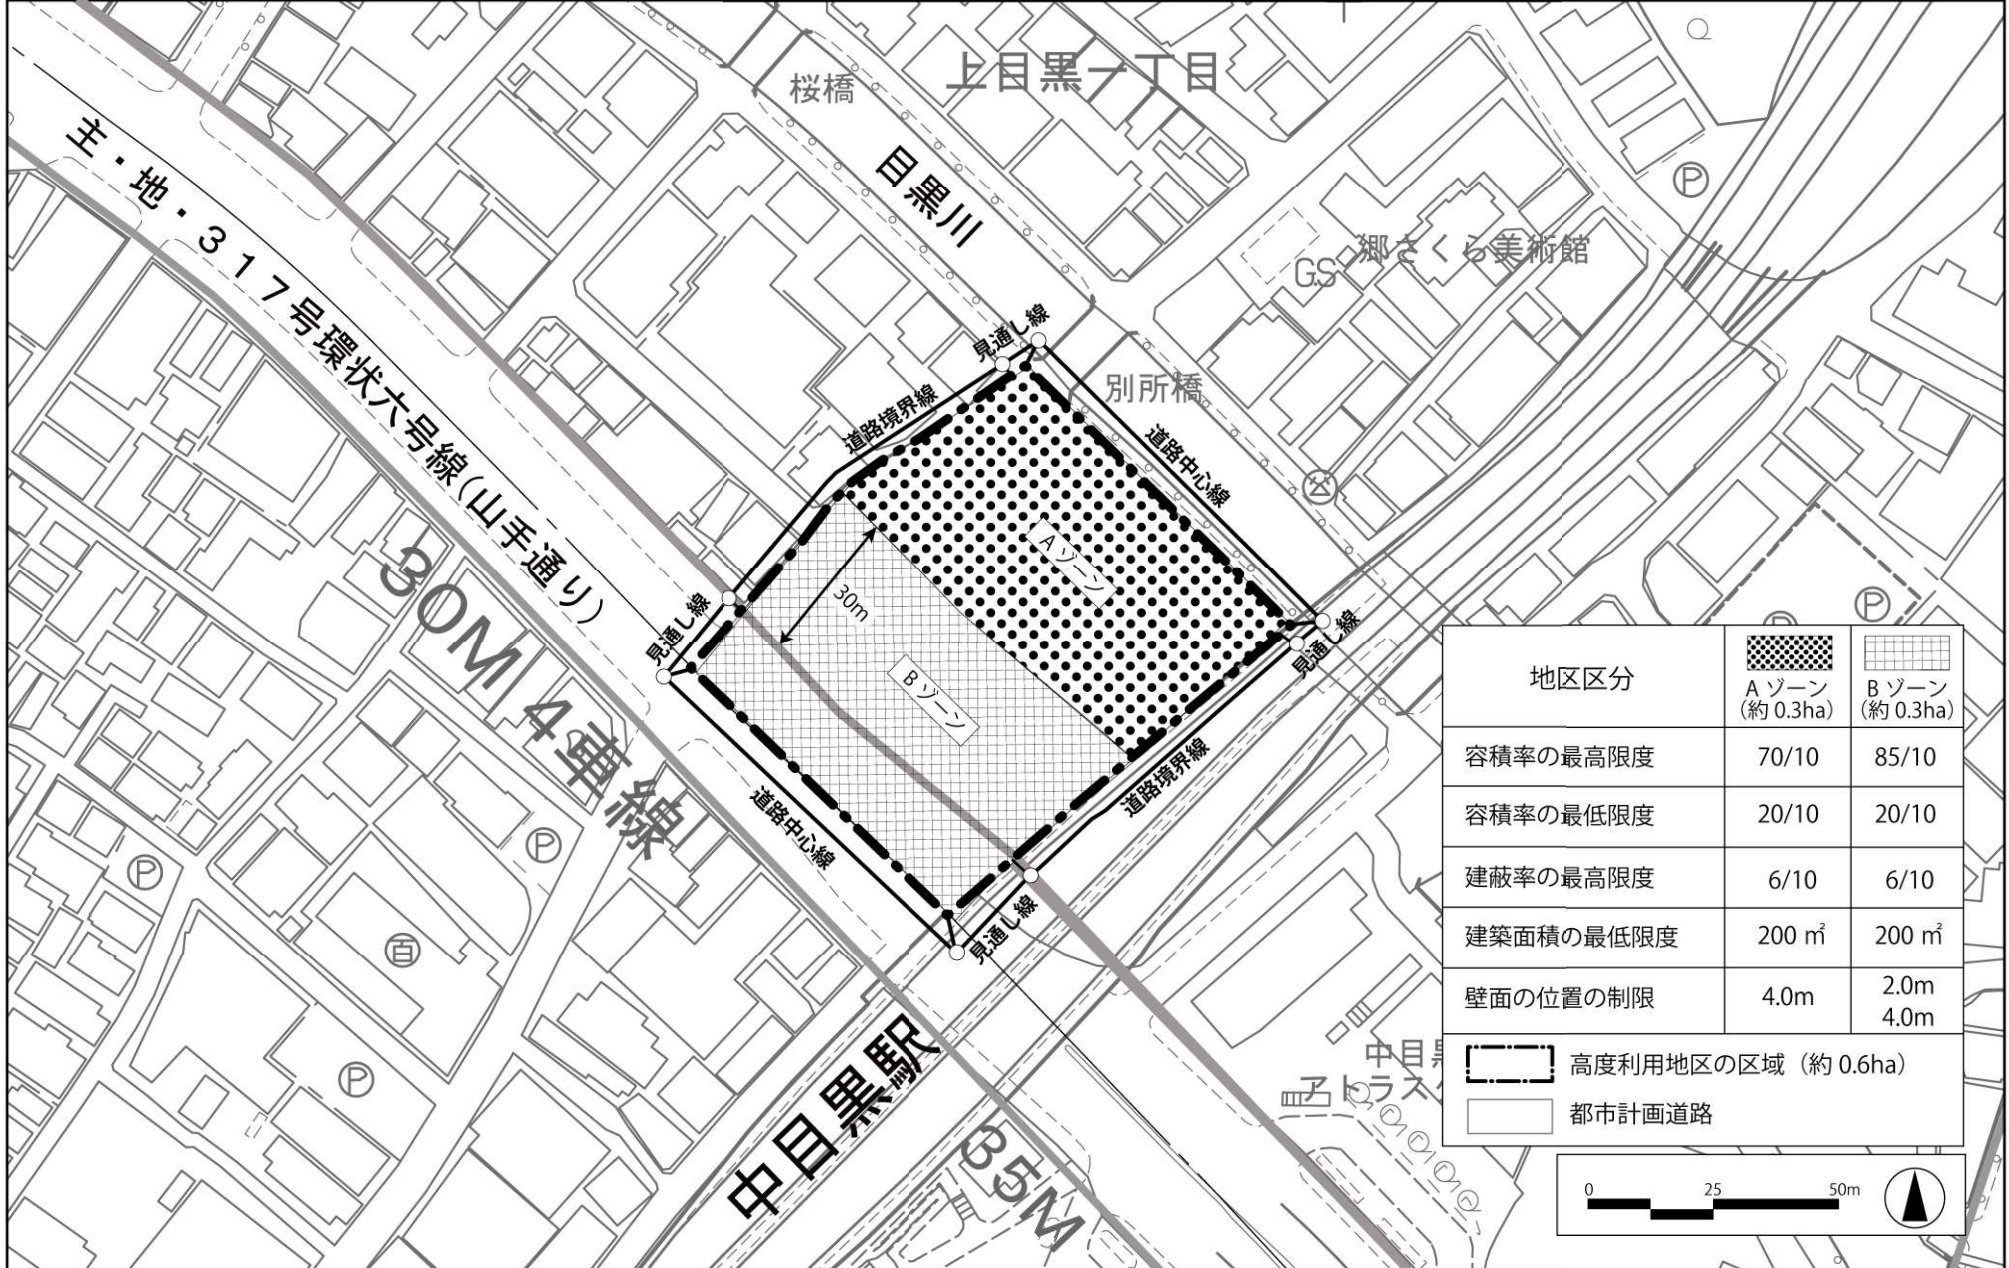 上目黒一丁目
桜橋
目黒川
主・地・317号環状六号線(山手通り)
郷さくら美術館
GS
P
見通し線
道路境界線
別所橋
道路中心線
Aゾーン
30m
見通し線
Bゾーン
見通し線
P
30M 4車線
道路境界線
道路中心線
P
P
百
見通し線
P
中目黒駅
35M
中目黒
アトラス
地区区分
Aゾーン
(約0.3ha)
Bゾーン
(約0.3ha)
容積率の最高限度 70/10 85/10
容積率の最低限度 20/10 20/10
建蔽率の最高限度 6/10 6/10
建築面積の最低限度 200㎡ 200㎡
壁面の位置の制限 4.0m 2.0m
4.0m
高度利用地区の区域(約0.6ha)
都市計画道路
0 25 50m